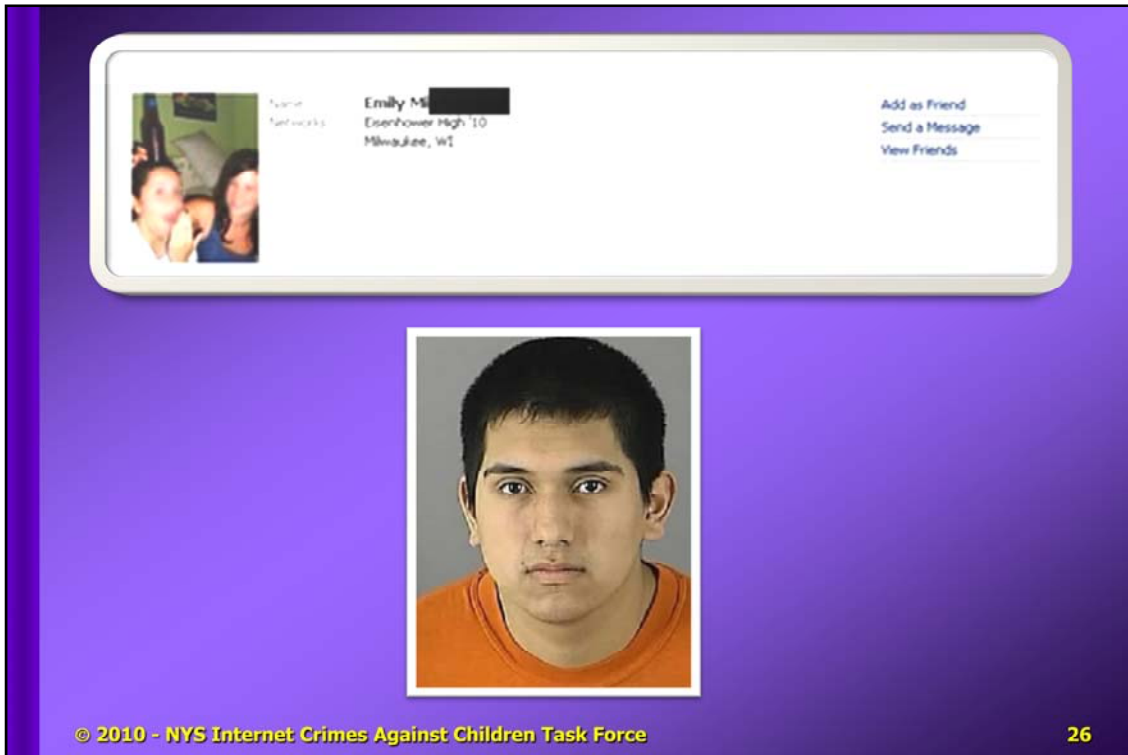 Name
Emily Mi
Networks
Eisenhower High '10
Milwaukee, WI
Add as Friend
Send a Message
View Friends
© 2010 - NYS Internet Crimes Against Children Task Force
26